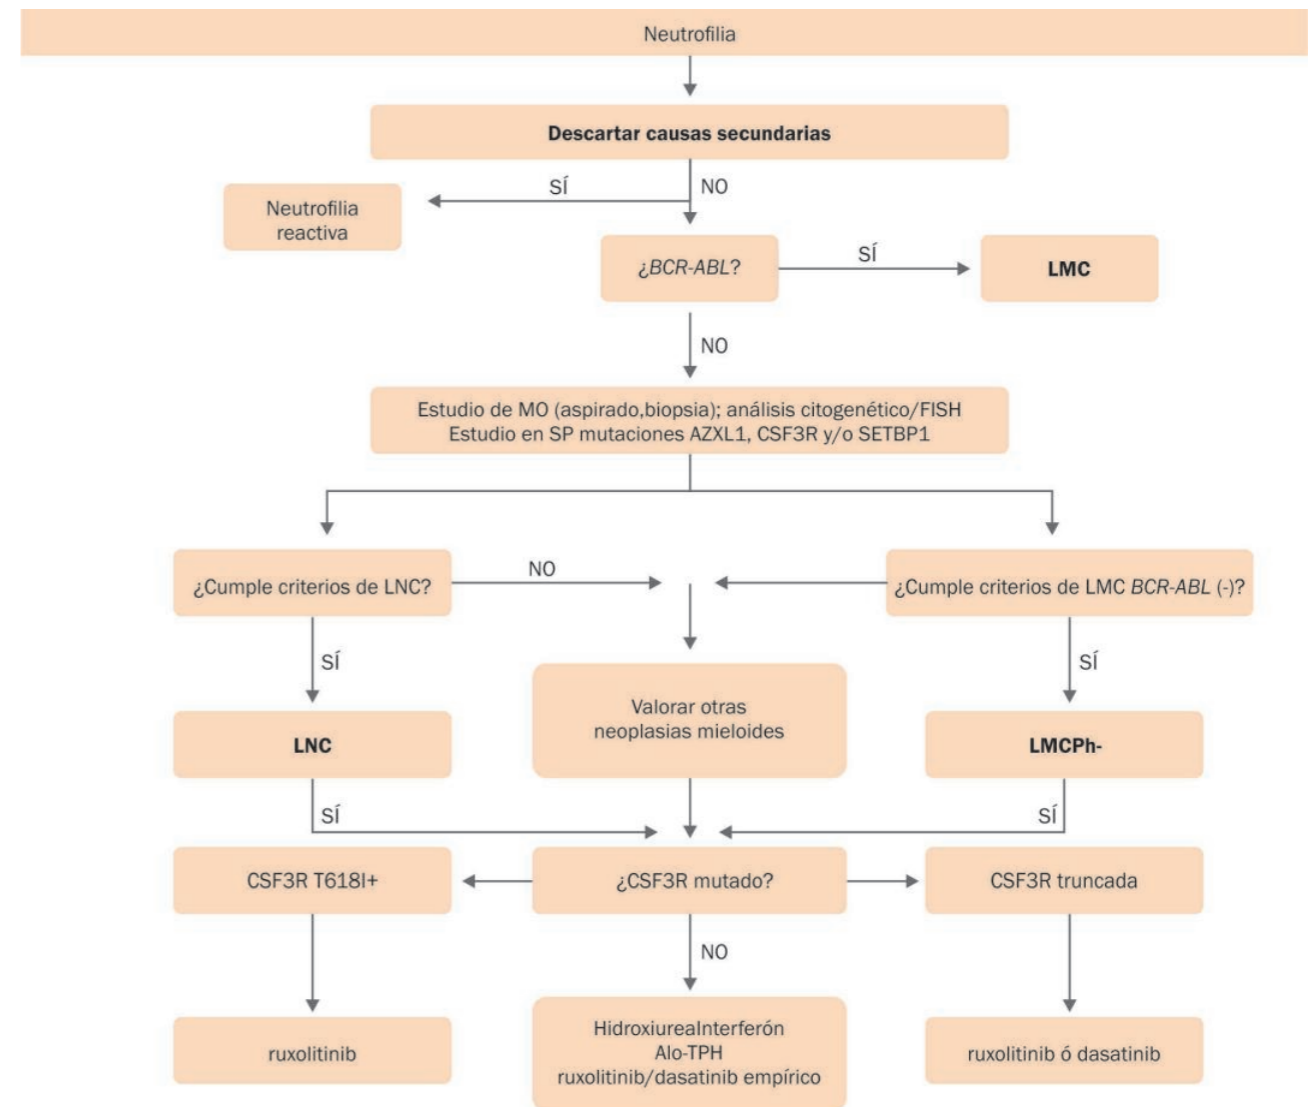 Neutrofilia
Descartar causas secundarias
SÍ
NO
Neutrofilia
reactiva
¿BCR-ABL?
SÍ
LMC
NO
Estudio de MO (aspirado,biopsia); análisis citogenético/FISH
Estudio en SP mutaciones AZXL1, CSF3R y/o SETBP1
¿Cumple criterios de LNC?
NO
¿Cumple criterios de LMC BCR-ABL (-)?
SÍ
SÍ
Valorar otras
neoplasias mieloides
LNC
LMCPh-
SÍ
SÍ
CSF3R T618I+
¿CSF3R mutado?
CSF3R truncada
NO
ruxolitinib
HidroxiureaInterferón
Alo-TPH
ruxolitinib/dasatinib empírico
ruxolitinib ó dasatinib